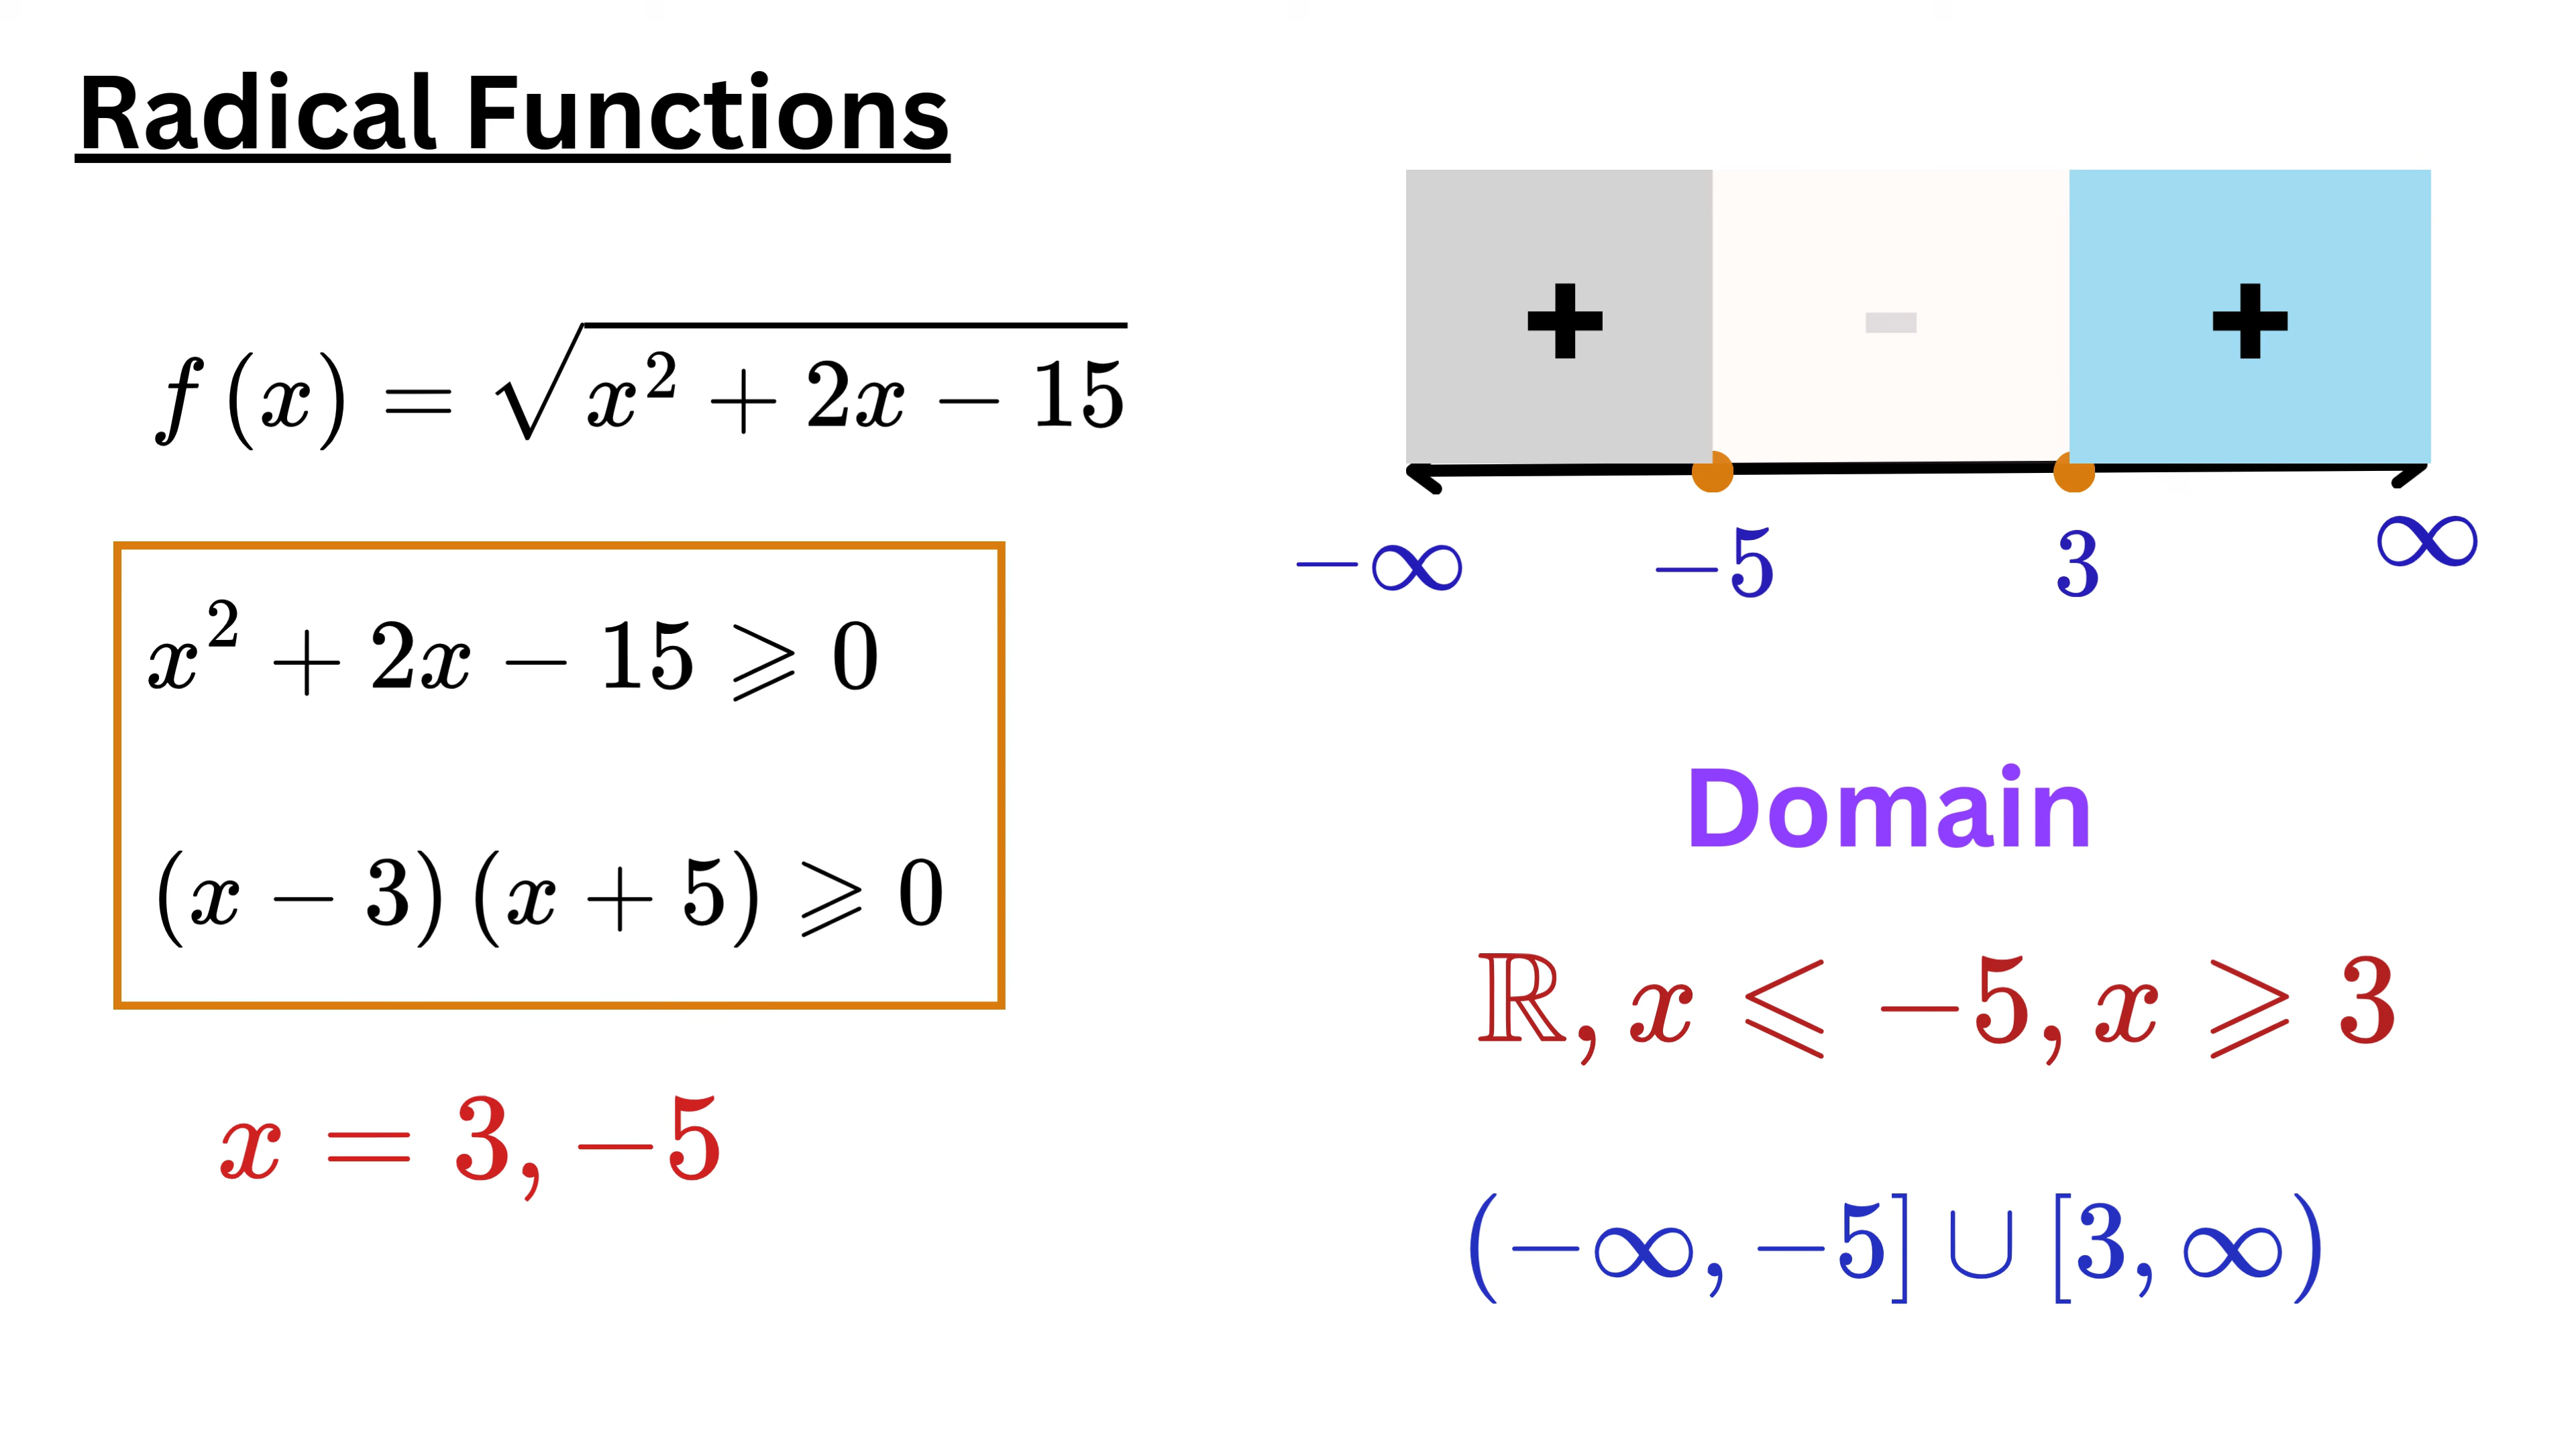 Radical Functions
f(x) = √(x² + 2x − 15)
x² + 2x − 15 ⩾ 0
(x − 3)(x + 5) ⩾ 0
x = 3, −5
+ - +
−∞ −5 3 ∞
Domain
ℝ, x ⩽ −5, x ⩾ 3
(−∞, −5] ∪ [3, ∞)